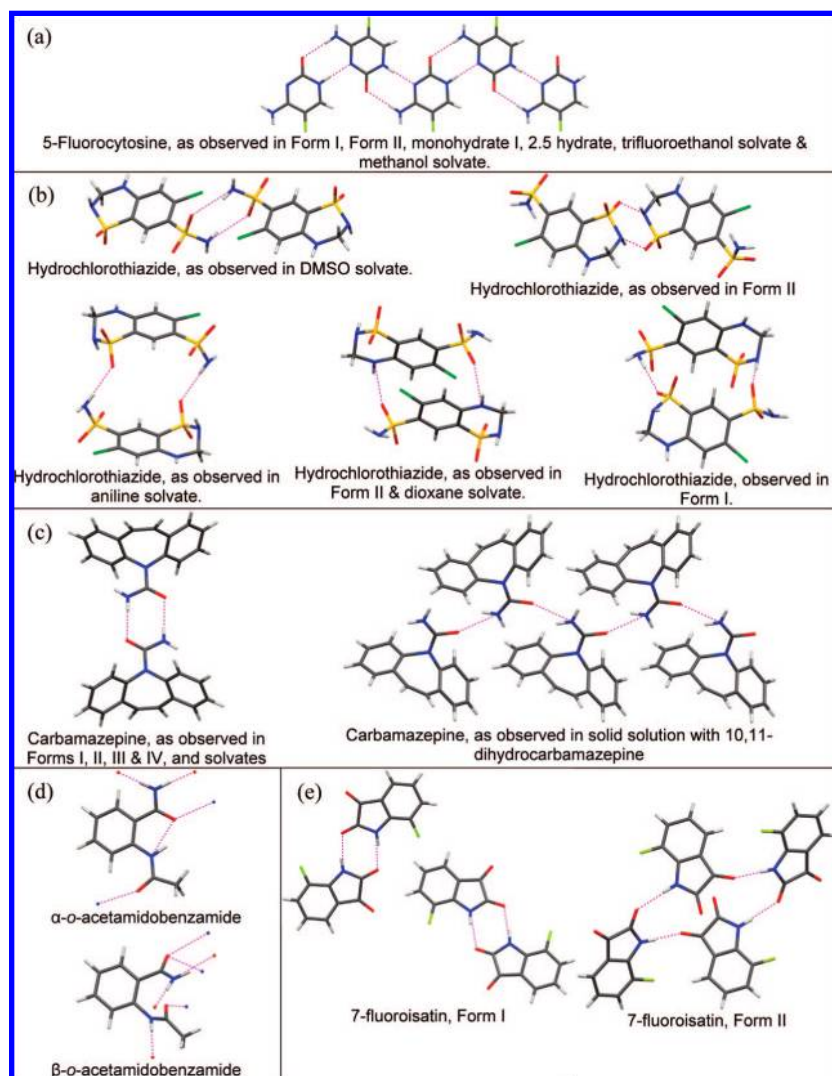 (a)
5-Fluorocytosine, as observed in Form I, Form II, monohydrate I, 2.5 hydrate, trifluoroethanol solvate &
methanol solvate.
(b)
Hydrochlorothiazide, as observed in DMSO solvate.
Hydrochlorothiazide, as observed in Form II
Hydrochlorothiazide, as observed in
aniline solvate.
Hydrochlorothiazide, as observed in
Form II & dioxane solvate.
Hydrochlorothiazide, observed in
Form I.
(c)
Carbamazepine, as observed in
Forms I, II, III & IV, and solvates
Carbamazepine, as observed in solid solution with 10,11-
dihydrocarbamazepine
(d)
α-o-acetamidobenzamide
β-o-acetamidobenzamide
(e)
7-fluoroisatin, Form I
7-fluoroisatin, Form II